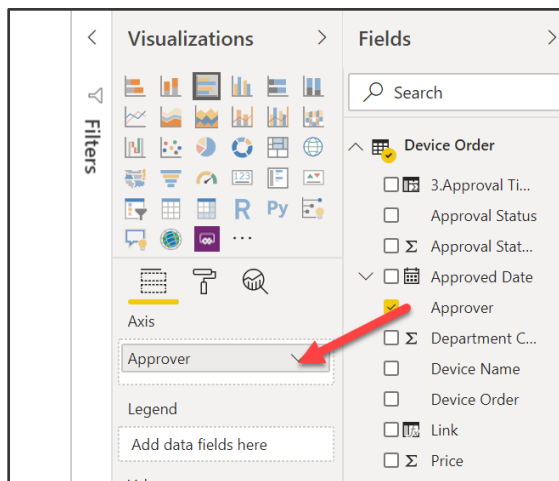 Visualizations
Fields
Filters
Search
123
R
Py
Device Order
3.Approval Ti...
Approval Status
Σ Approval Stat...
Approved Date
Approver
Σ Department C...
Device Name
Device Order
Link
Σ Price
Axis
Approver
Legend
Add data fields here